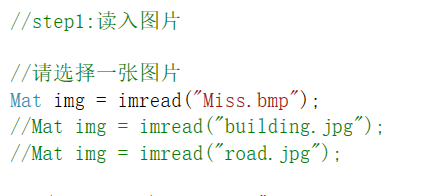 //step1:读入图片
//请选择一张图片
Mat img = imread("Miss.bmp");
//Mat img = imread("building.jpg");
//Mat img = imread("road.jpg");